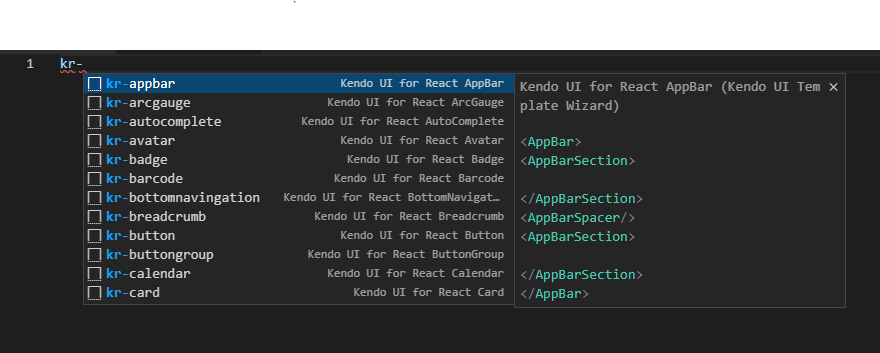 1 kr-
kr-appbar Kendo UI for React AppBar
kr-arcgauge Kendo UI for React ArcGauge
kr-autocomplete Kendo UI for React AutoComplete
kr-avatar Kendo UI for React Avatar
kr-badge Kendo UI for React Badge
kr-barcode Kendo UI for React Barcode
kr-bottomnavingation Kendo UI for React BottomNavigat…
kr-breadcrumb Kendo UI for React Breadcrumb
kr-button Kendo UI for React Button
kr-buttongroup Kendo UI for React ButtonGroup
kr-calendar Kendo UI for React Calendar
kr-card Kendo UI for React Card
Kendo UI for React AppBar (Kendo UI Tem
plate Wizard)
<AppBar>
<AppBarSection>
</AppBarSection>
<AppBarSpacer/>
<AppBarSection>
</AppBarSection>
</AppBar>